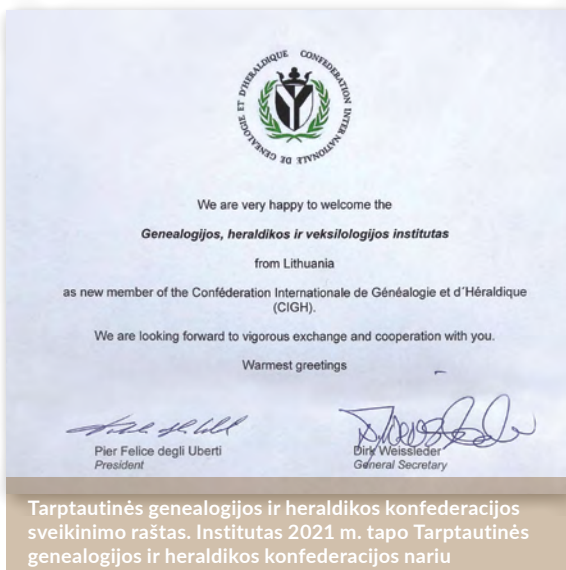 CONFEDERATION INTERNATIONALE DE GENEALOGIE ET D'HERALDIQUE
We are very happy to welcome the
Genealogijos, heraldikos ir veksilologijos institutas
from Lithuania
as new member of the Conféderation Internationale de Généalogie et d´Héraldique
(CIGH).
We are looking forward to vigorous exchange and cooperation with you.
Warmest greetings
Pier Felice degli Uberti
President
Dirk Weissleder
General Secretary
Tarptautinės genealogijos ir heraldikos konfederacijos
sveikinimo raštas. Institutas 2021 m. tapo Tarptautinės
genealogijos ir heraldikos konfederacijos nariu